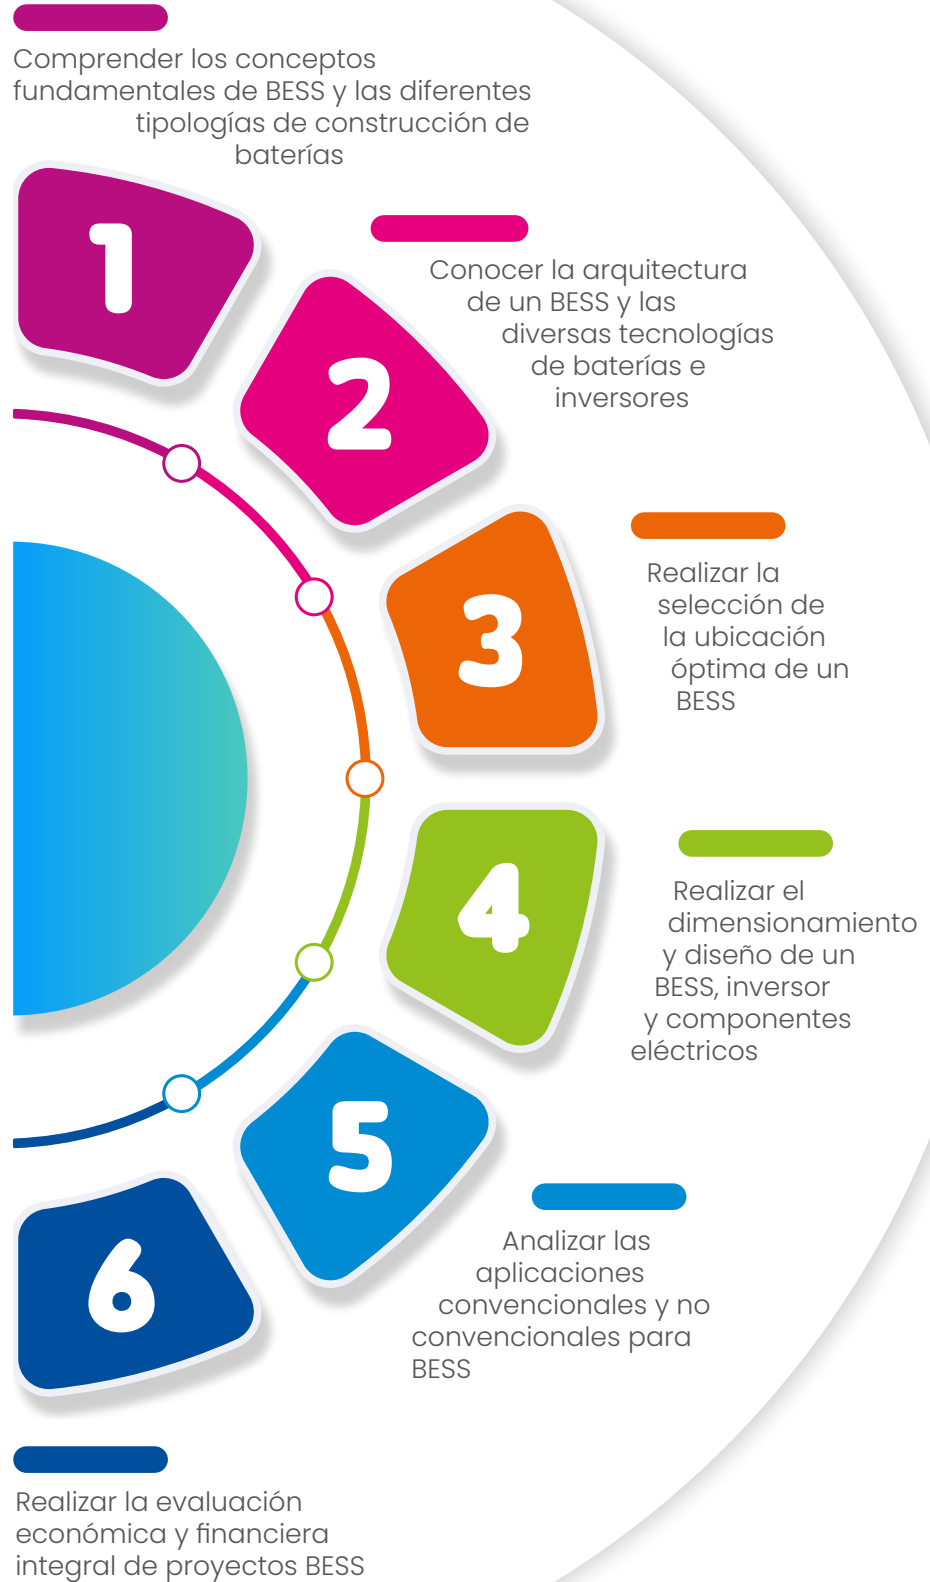 Comprender los conceptos
fundamentales de BESS y las diferentes
tipologías de construcción de
baterías
1
Conocer la arquitectura
de un BESS y las
diversas tecnologías
de baterías e
inversores
2
Realizar la
selección de
la ubicación
óptima de un
BESS
3
Realizar el
dimensionamiento
y diseño de un
BESS, inversor
y componentes
eléctricos
4
Analizar las
aplicaciones
convencionales y no
convencionales para
BESS
5
6
Realizar la evaluación
económica y financiera
integral de proyectos BESS